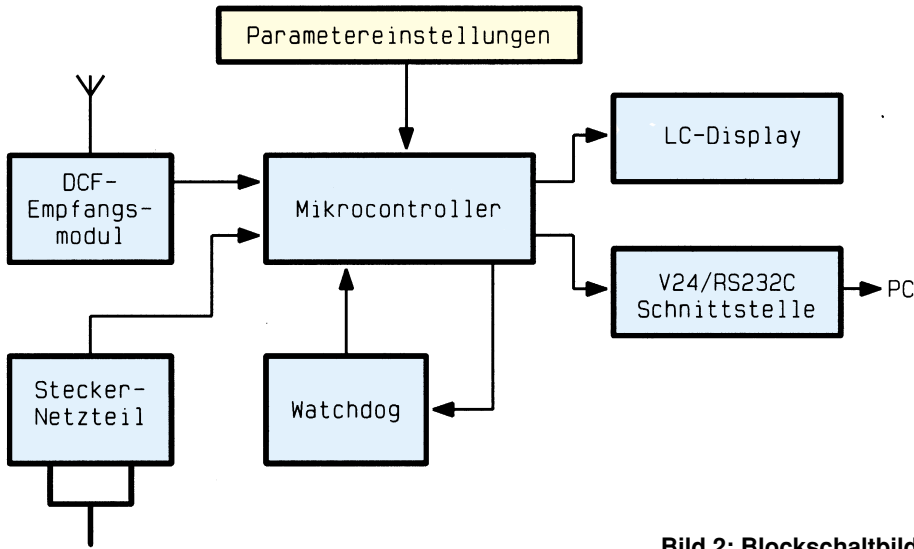 Parametereinstellungen
DCF-
Empfangs-
modul
Mikrocontroller
LC-Display
V24/RS232C
Schnittstelle
PC
Stecker-
Netzteil
Watchdog
Bild 2: Blockschaltbild